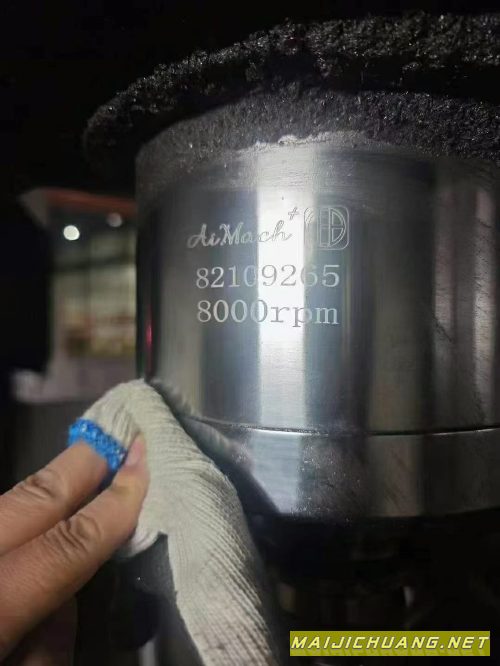 AiMach+
82109265
8000rpm
MAIJICHUANG.NET